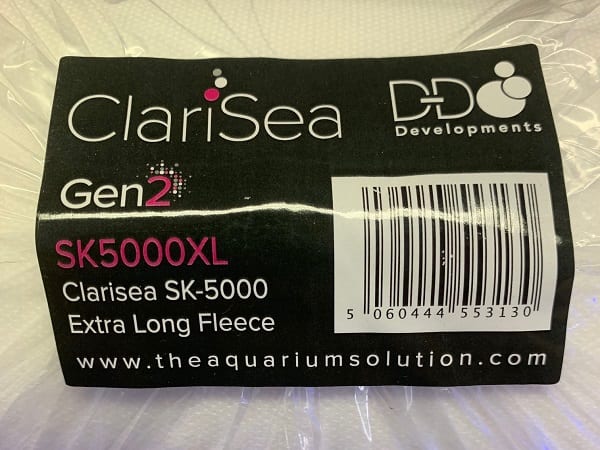 ClariSea
D-D
Developments
Gen2
SK5000XL
Clarisea SK-5000
Extra Long Fleece
5 060444 553130
www.theaquariumsolution.com